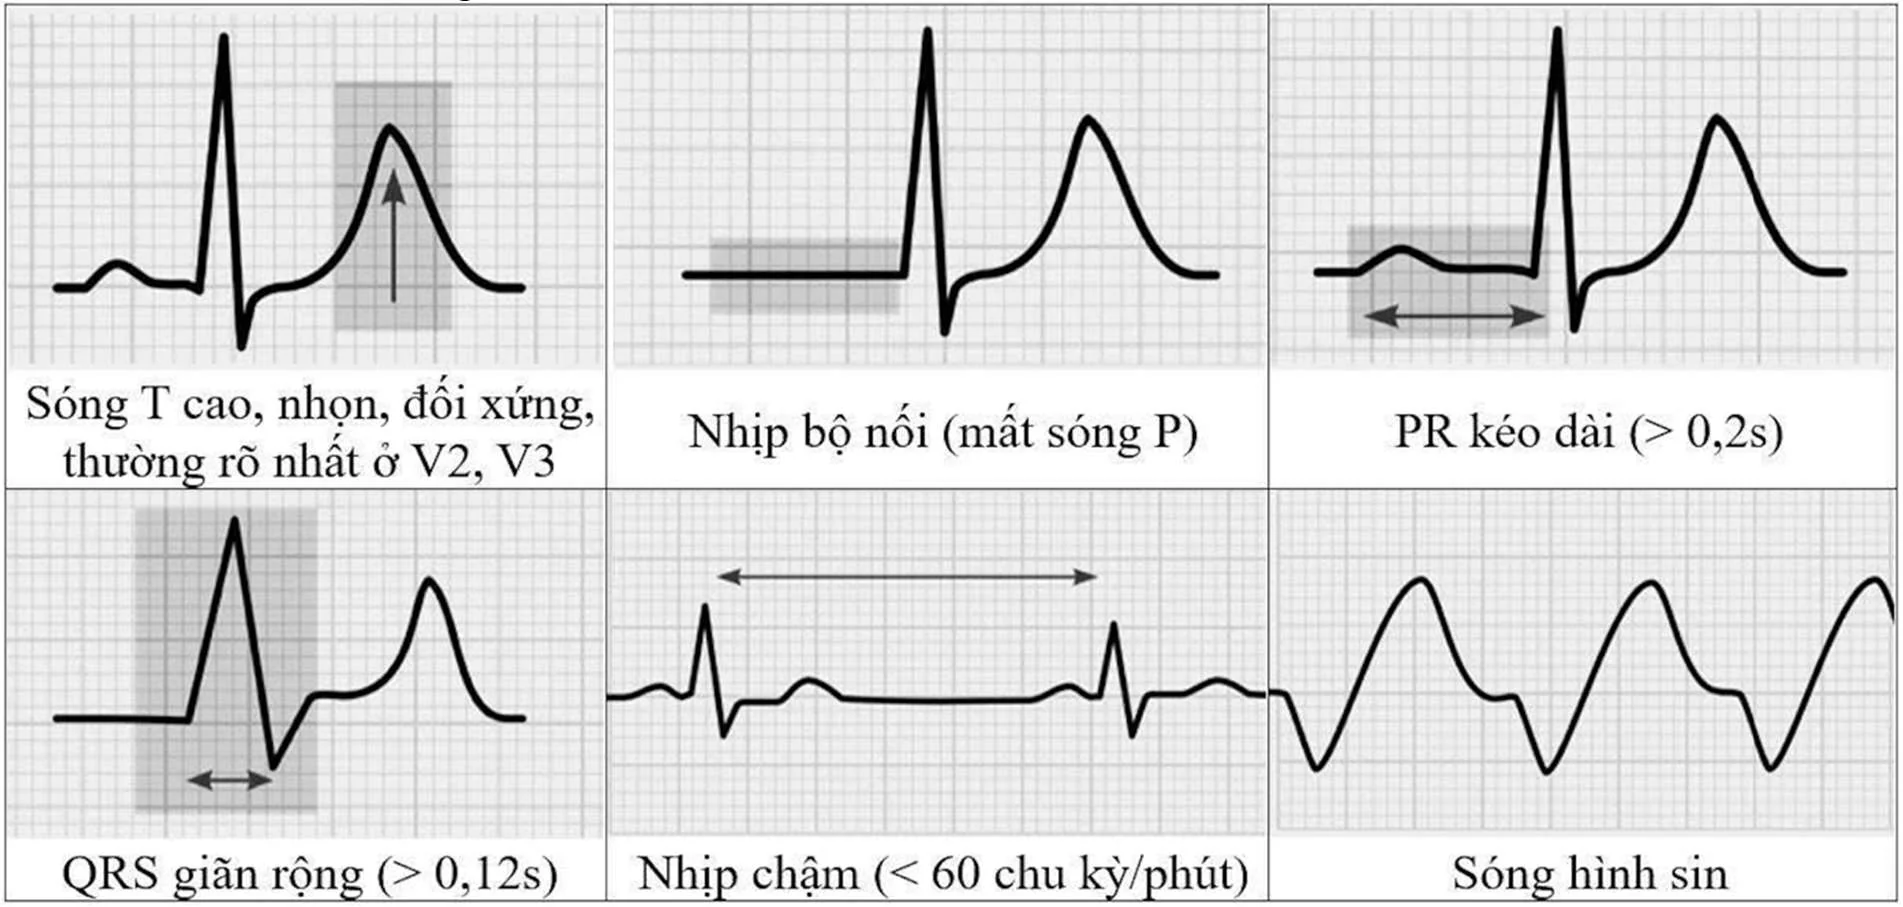 Sóng T cao, nhọn, đối xứng,
thường rõ nhất ở V2, V3
Nhịp bộ nối (mất sóng P)
PR kéo dài (> 0,2s)
QRS giãn rộng (> 0,12s)
Nhịp chậm (< 60 chu kỳ/phút)
Sóng hình sin